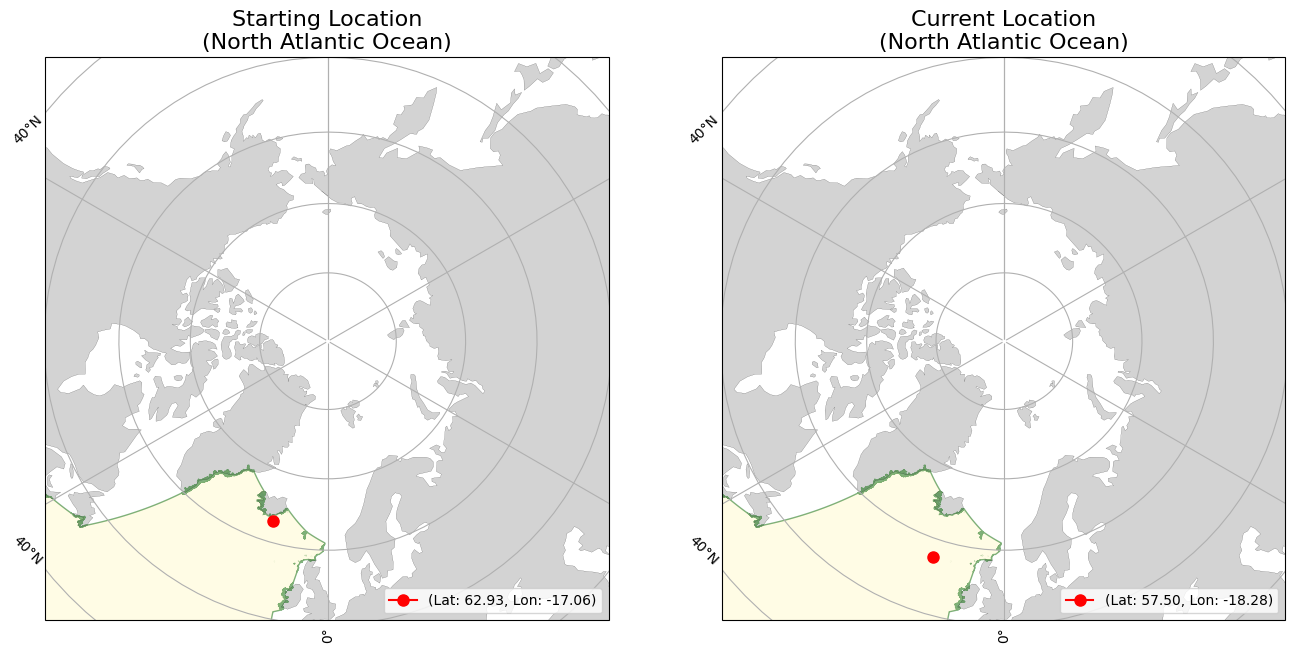 Starting Location
(North Atlantic Ocean)
40°N
40°N
0°
(Lat: 62.93, Lon: -17.06)
Current Location
(North Atlantic Ocean)
40°N
40°N
0°
(Lat: 57.50, Lon: -18.28)